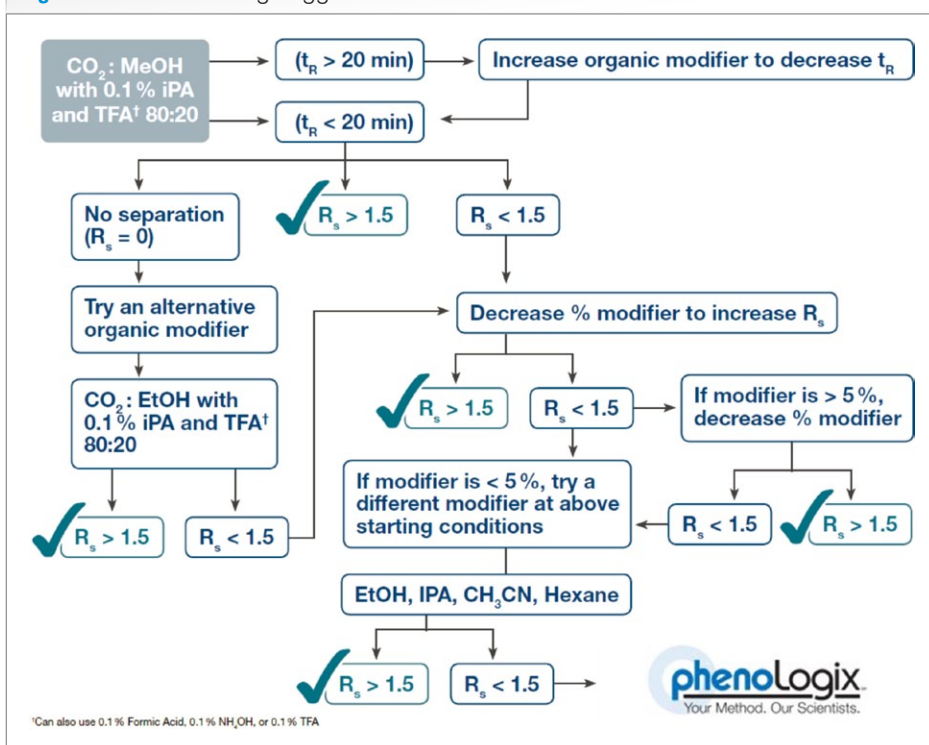 CO₂: MeOH
with 0.1% iPA
and TFA† 80:20
(tR > 20 min)
Increase organic modifier to decrease tR
(tR < 20 min)
No separation
(Rs = 0)
Rs > 1.5
Rs < 1.5
Try an alternative
organic modifier
Decrease % modifier to increase Rs
CO₂: EtOH with
0.1% iPA and TFA†
80:20
Rs > 1.5
Rs < 1.5
If modifier is > 5%,
decrease % modifier
If modifier is < 5%, try a
different modifier at above
starting conditions
Rs > 1.5
Rs < 1.5
Rs < 1.5
Rs > 1.5
EtOH, IPA, CH₃CN, Hexane
Rs > 1.5
Rs < 1.5
phenoLogix
Your Method. Our Scientists.
†Can also use 0.1% Formic Acid, 0.1% NH₄OH, or 0.1% TFA